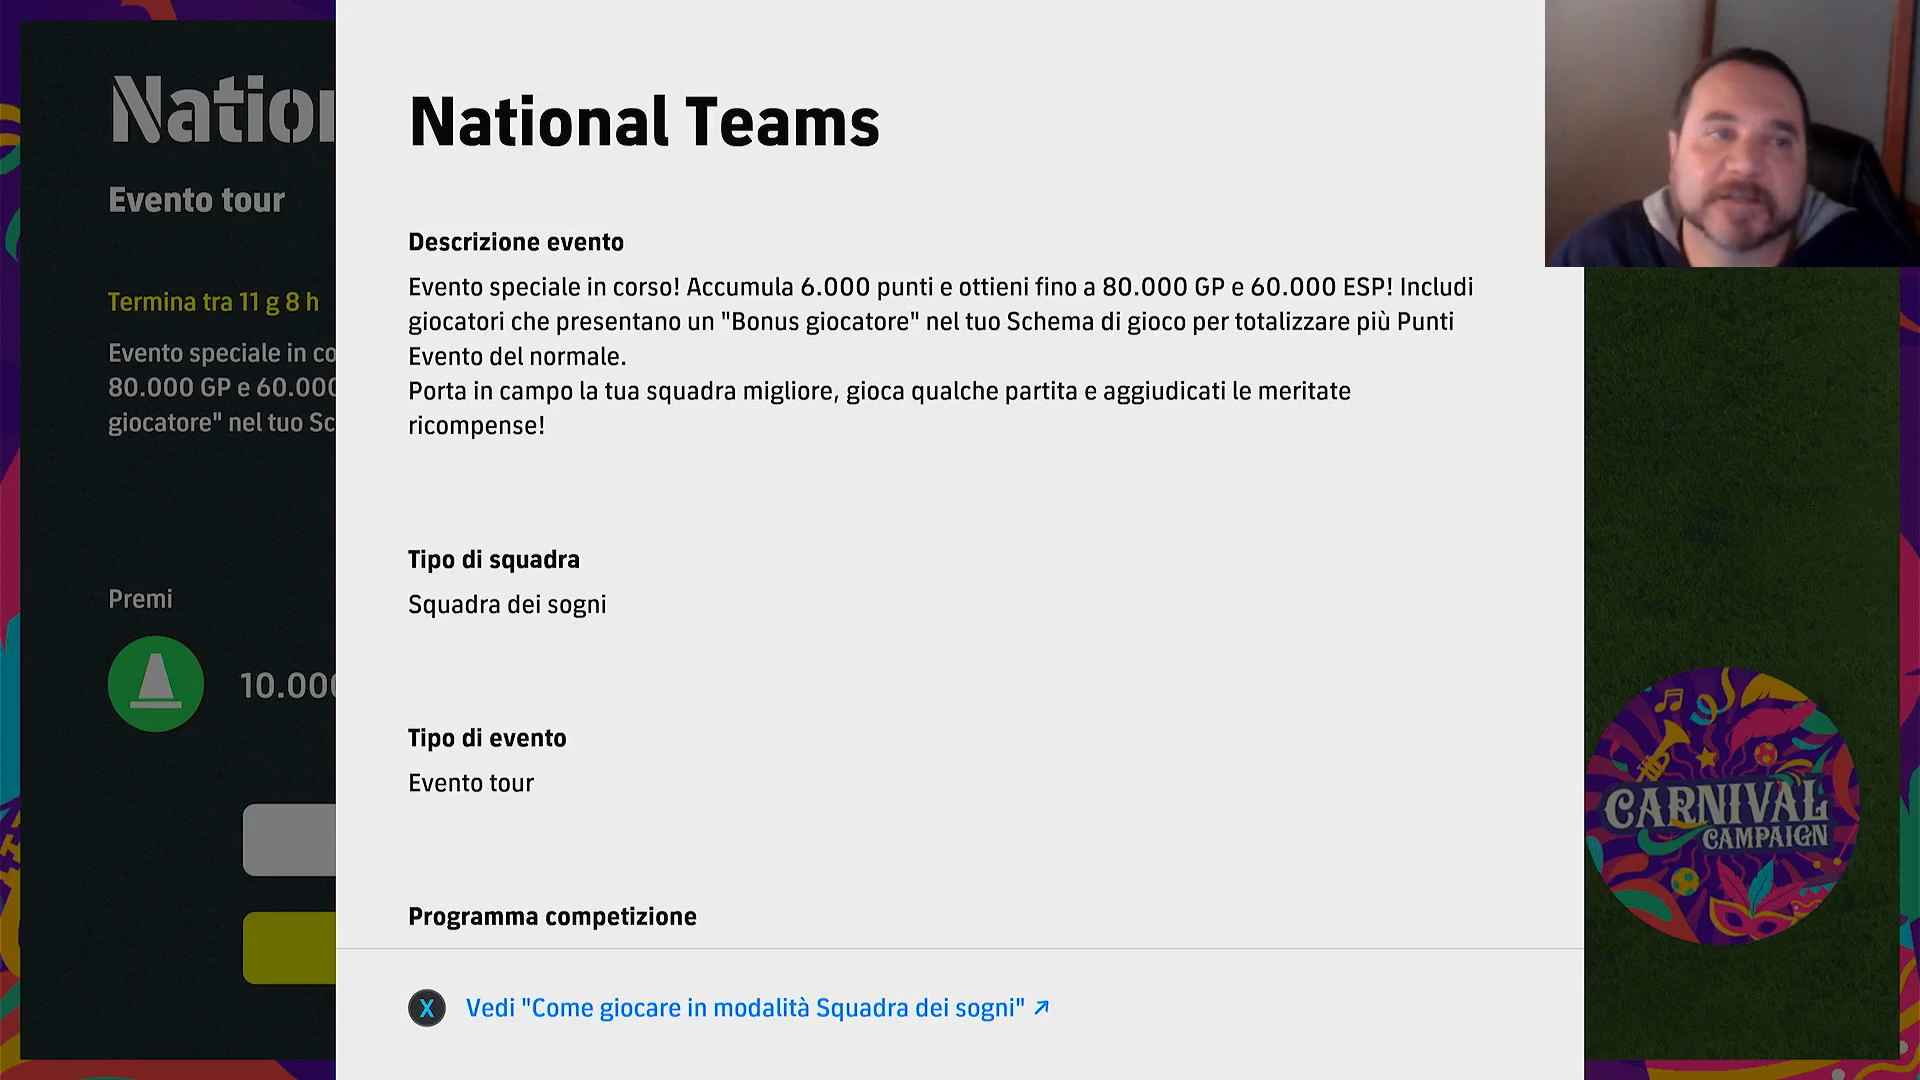 Nation
Evento tour
Termina tra 11 g 8 h
Evento speciale in co
80.000 GP e 60.000
giocatore" nel tuo Sc
Premi
10.000
National Teams
Descrizione evento
Evento speciale in corso! Accumula 6.000 punti e ottieni fino a 80.000 GP e 60.000 ESP! Includi
giocatori che presentano un "Bonus giocatore" nel tuo Schema di gioco per totalizzare più Punti
Evento del normale.
Porta in campo la tua squadra migliore, gioca qualche partita e aggiudicati le meritate
ricompense!
Tipo di squadra
Squadra dei sogni
Tipo di evento
Evento tour
Programma competizione
X Vedi "Come giocare in modalità Squadra dei sogni"
CARNIVAL
CAMPAIGN